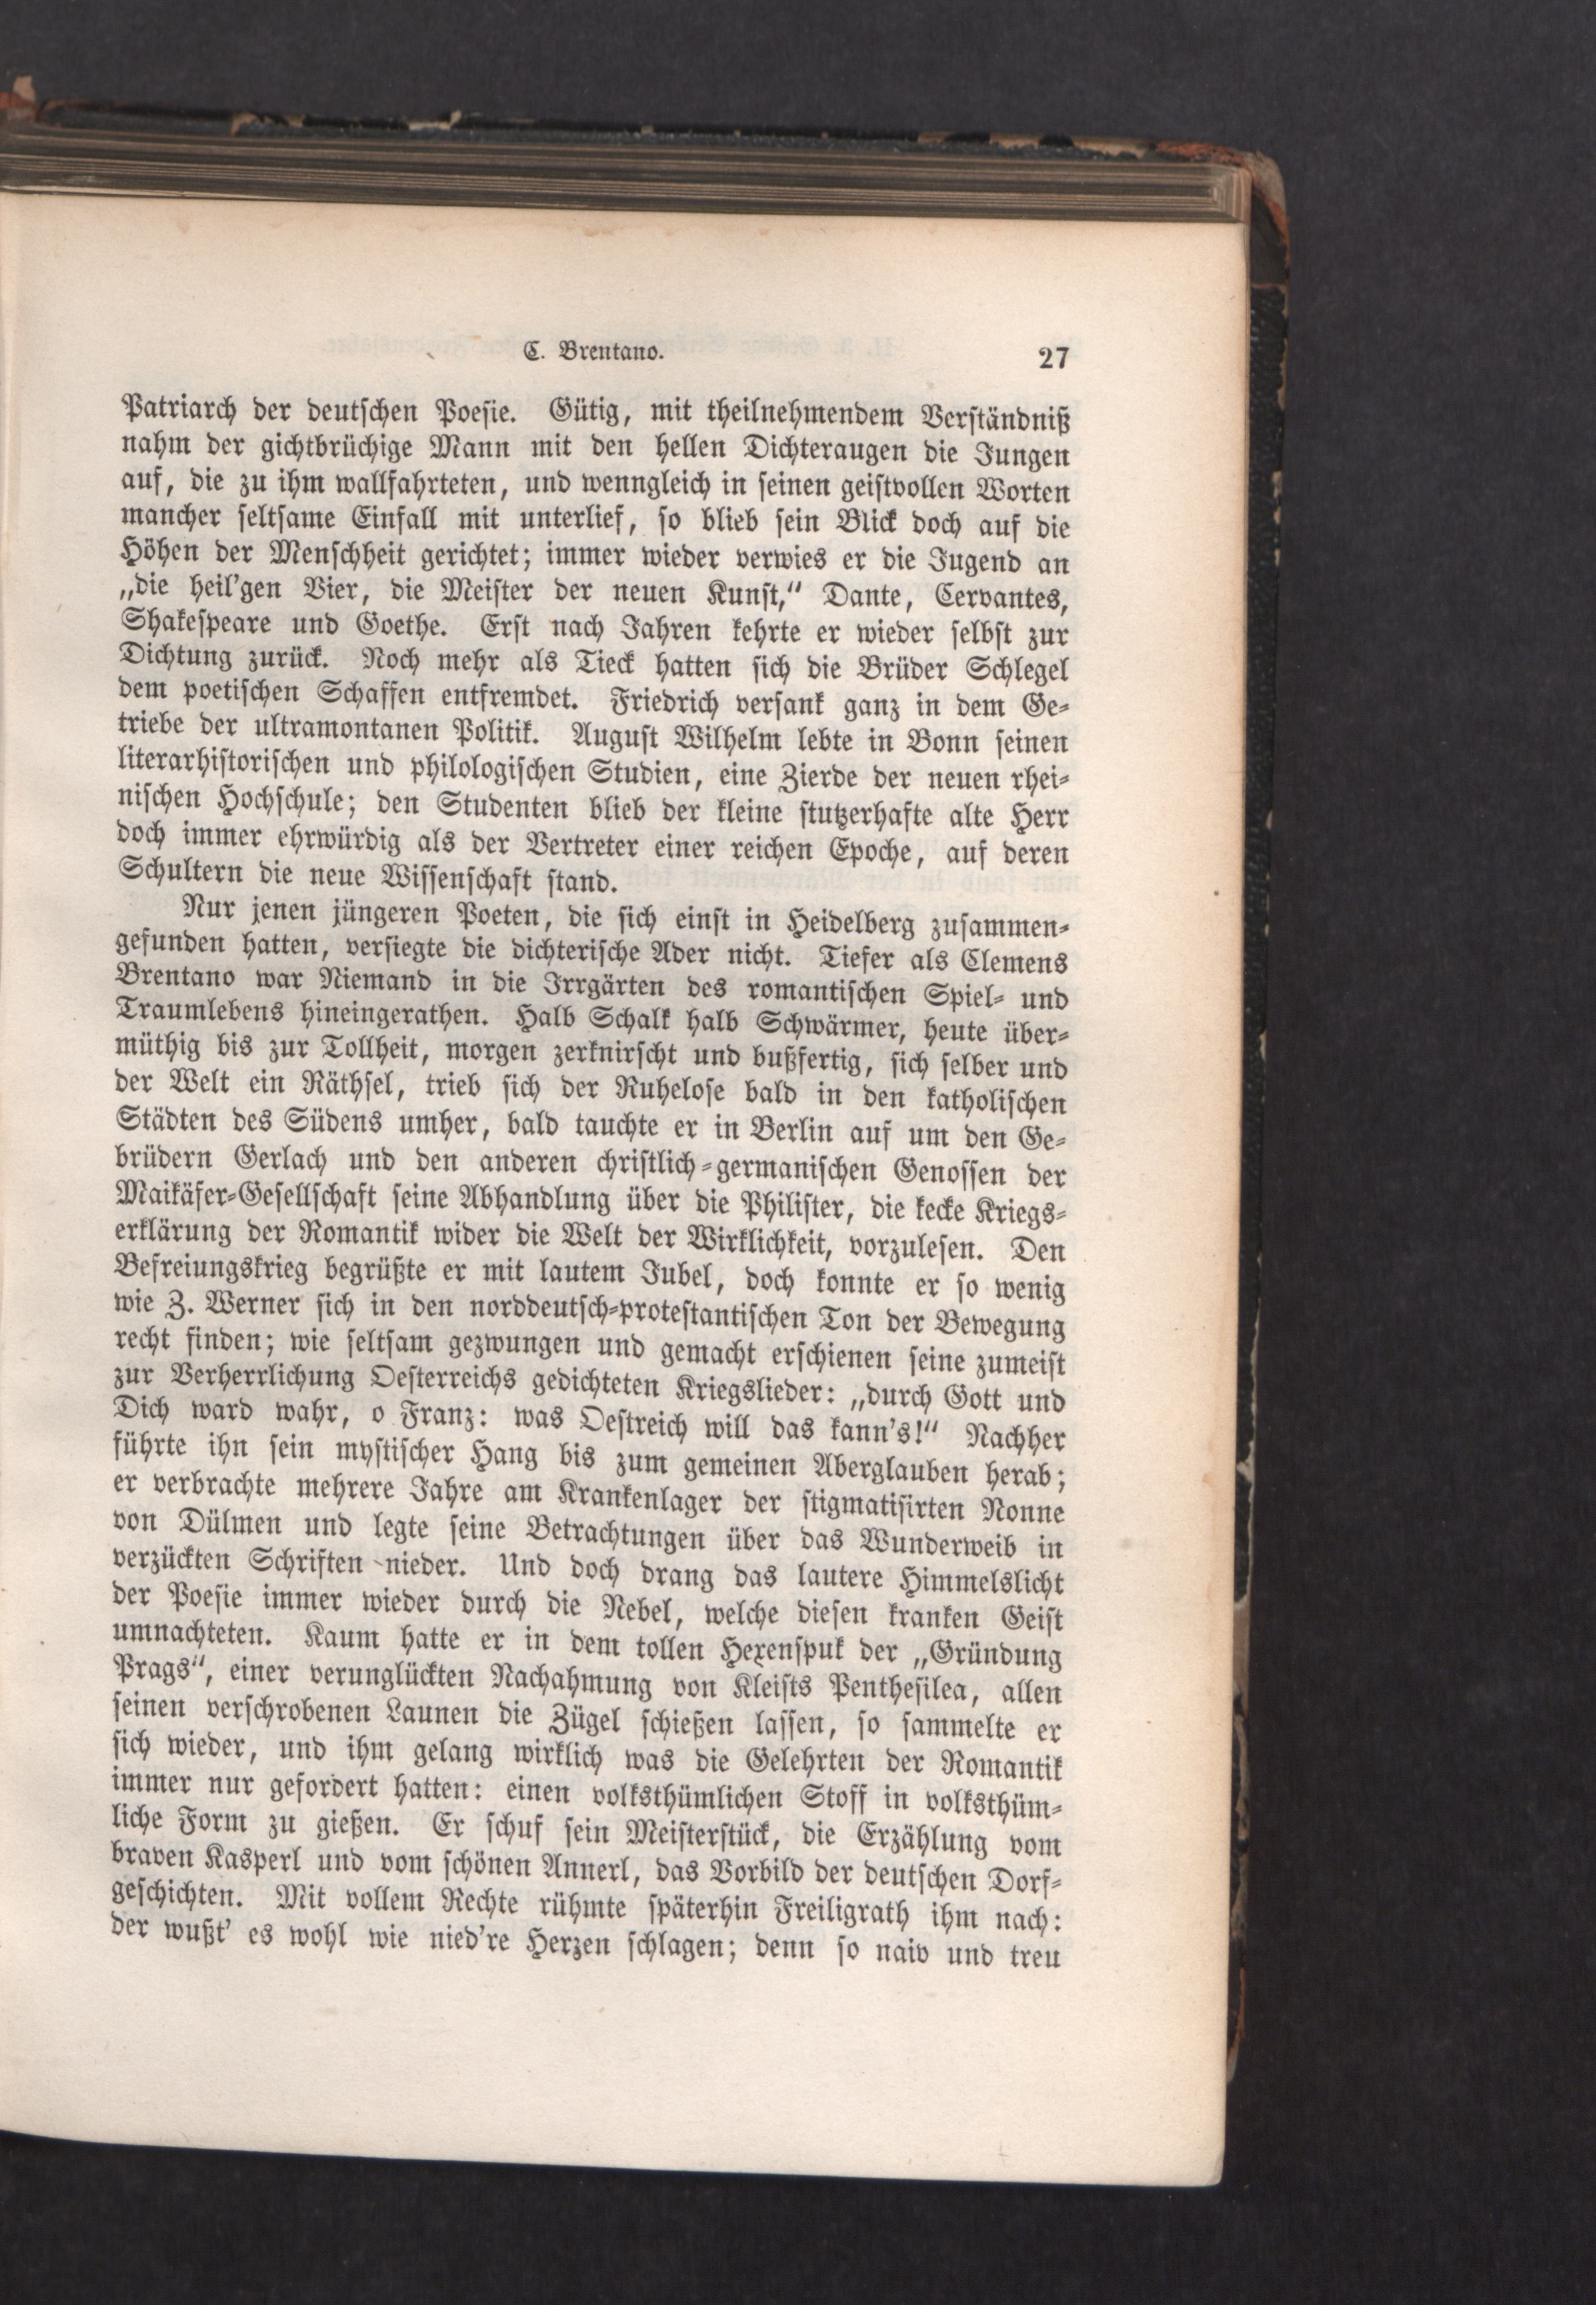 C. Brentano. 27
Patriarch der deutschen Poesie. Gütig, mit theilnehmendem Verständniß
nahm der gichtbrüchige Mann mit den hellen Dichteraugen die Jungen
auf, die zu ihm wallfahrteten, und wenngleich in seinen geistvollen Worten
mancher seltsame Einfall mit unterlief, so blieb sein Blick doch auf die
Höhen der Menschheit gerichtet; immer wieder verwies er die Jugend an
„die heil'gen Vier, die Meister der neuen Kunst,“ Dante, Cervantes,
Shakespeare und Goethe. Erst nach Jahren kehrte er wieder selbst zur
Dichtung zurück. Noch mehr als Tieck hatten sich die Brüder Schlegel
dem poetischen Schaffen entfremdet. Friedrich versank ganz in dem Ge-
triebe der ultramontanen Politik. August Wilhelm lebte in Bonn seinen
literarhistorischen und philologischen Studien, eine Zierde der neuen rhei-
nischen Hochschule; den Studenten blieb der kleine stutzerhafte alte Herr
doch immer ehrwürdig als der Vertreter einer reichen Epoche, auf deren
Schultern die neue Wissenschaft stand.
Nur jenen jüngeren Poeten, die sich einst in Heidelberg zusammen-
gefunden hatten, versiegte die dichterische Ader nicht. Tiefer als Clemens
Brentano war Niemand in die Irrgärten des romantischen Spiel- und
Traumlebens hineingerathen. Halb Schalk halb Schwärmer, heute über-
müthig bis zur Tollheit, morgen zerknirscht und bußfertig, sich selber und
der Welt ein Räthsel, trieb sich der Ruhelose bald in den katholischen
Städten des Südens umher, bald tauchte er in Berlin auf um den Ge-
brüdern Gerlach und den anderen christlich-germanischen Genossen der
Maikäfer-Gesellschaft seine Abhandlung über die Philister, die kecke Kriegs-
erklärung der Romantik wider die Welt der Wirklichkeit, vorzulesen. Den
Befreiungskrieg begrüßte er mit lautem Jubel, doch konnte er so wenig
wie Z. Werner sich in den norddeutsch-protestantischen Ton der Bewegung
recht finden; wie seltsam gezwungen und gemacht erschienen seine zumeist
zur Verherrlichung Oesterreichs gedichteten Kriegslieder: „durch Gott und
Dich ward wahr, o Franz: was Oestreich will das kann's!“ Nachher
führte ihn sein mystischer Hang bis zum gemeinen Aberglauben herab;
er verbrachte mehrere Jahre am Krankenlager der stigmatisirten Nonne
von Dülmen und legte seine Betrachtungen über das Wunderweib in
verzückten Schriften nieder. Und doch drang das lautere Himmelslicht
der Poesie immer wieder durch die Nebel, welche diesen kranken Geist
umnachteten. Kaum hatte er in dem tollen Hexenspuk der „Gründung
Prags“, einer verunglückten Nachahmung von Kleists Penthesilea, allen
seinen verschrobenen Launen die Zügel schießen lassen, so sammelte er
sich wieder, und ihm gelang wirklich was die Gelehrten der Romantik
immer nur gefordert hatten: einen volksthümlichen Stoff in volksthüm-
liche Form zu gießen. Er schuf sein Meisterstück, die Erzählung vom
braven Kasperl und vom schönen Annerl, das Vorbild der deutschen Dorf-
geschichten. Mit vollem Rechte rühmte späterhin Freiligrath ihm nach:
der wußt' es wohl wie nied're Herzen schlagen; denn so naiv und treu